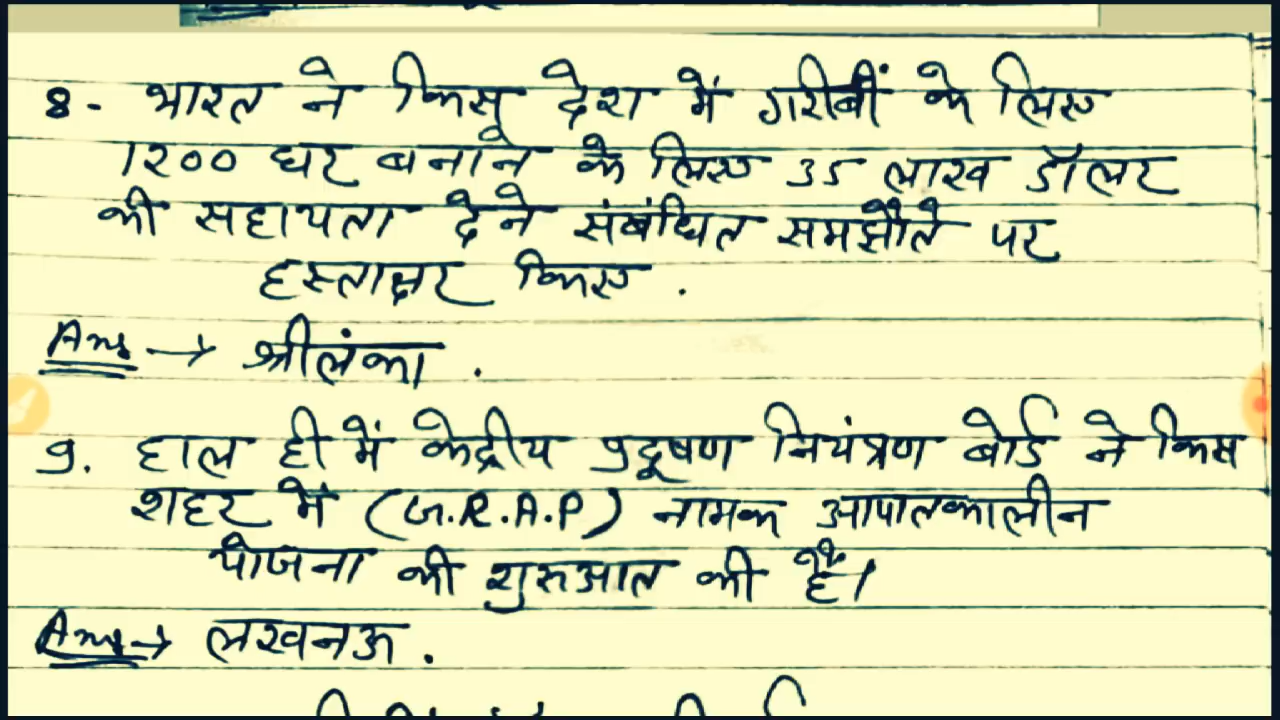 8- भारत ने किस देश में गरीबों के लिए
1200 घर बनाने के लिए 35 लाख डॉलर
की सहायता देने संबंधित समझौते पर
हस्ताक्षर किए .
Ans → श्रीलंका .
9. हाल ही में केंद्रीय प्रदूषण नियंत्रण बोर्ड ने किस
शहर में (G.R.A.P) नामक आपातकालीन
योजना की शुरुआत की है।
Ans → लखनऊ .